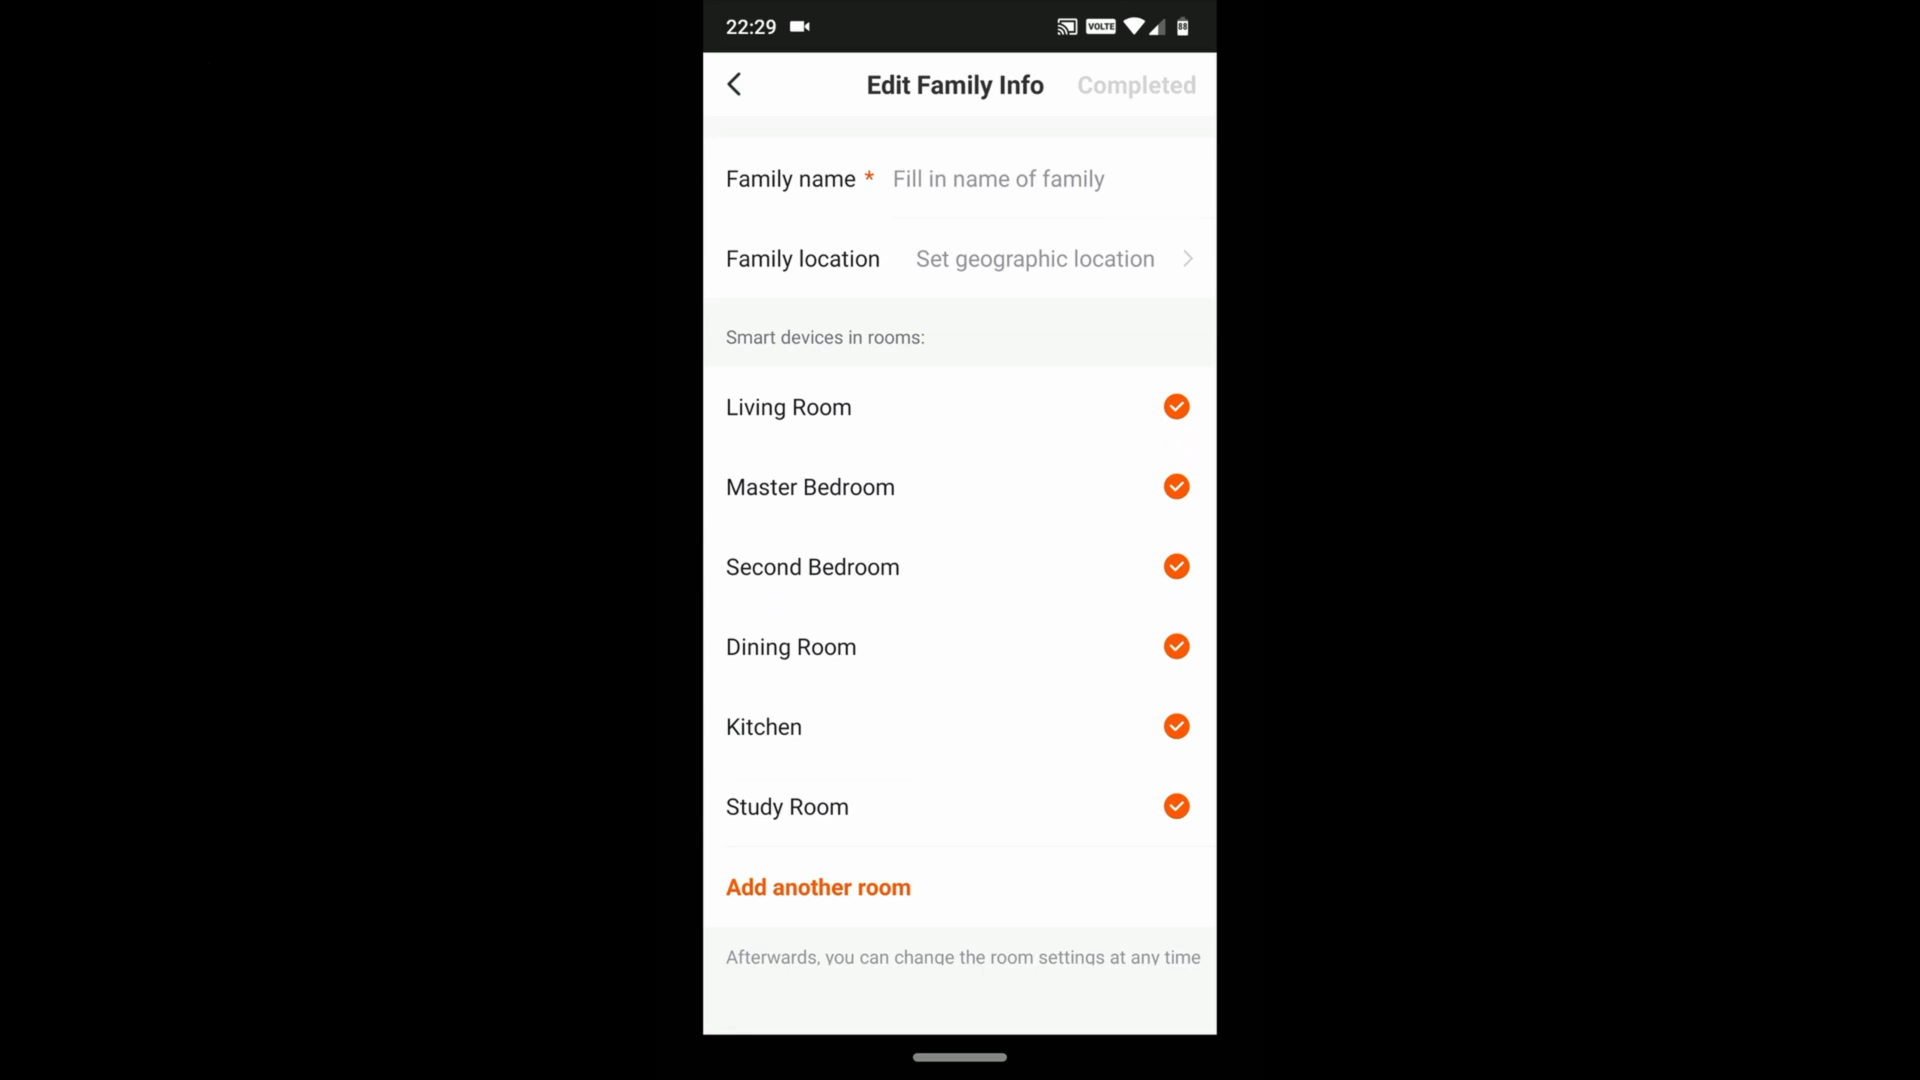 22:29 VOLTE 88
Edit Family Info Completed
Family name * Fill in name of family
Family location Set geographic location
Smart devices in rooms:
Living Room
Master Bedroom
Second Bedroom
Dining Room
Kitchen
Study Room
Add another room
Afterwards, you can change the room settings at any time